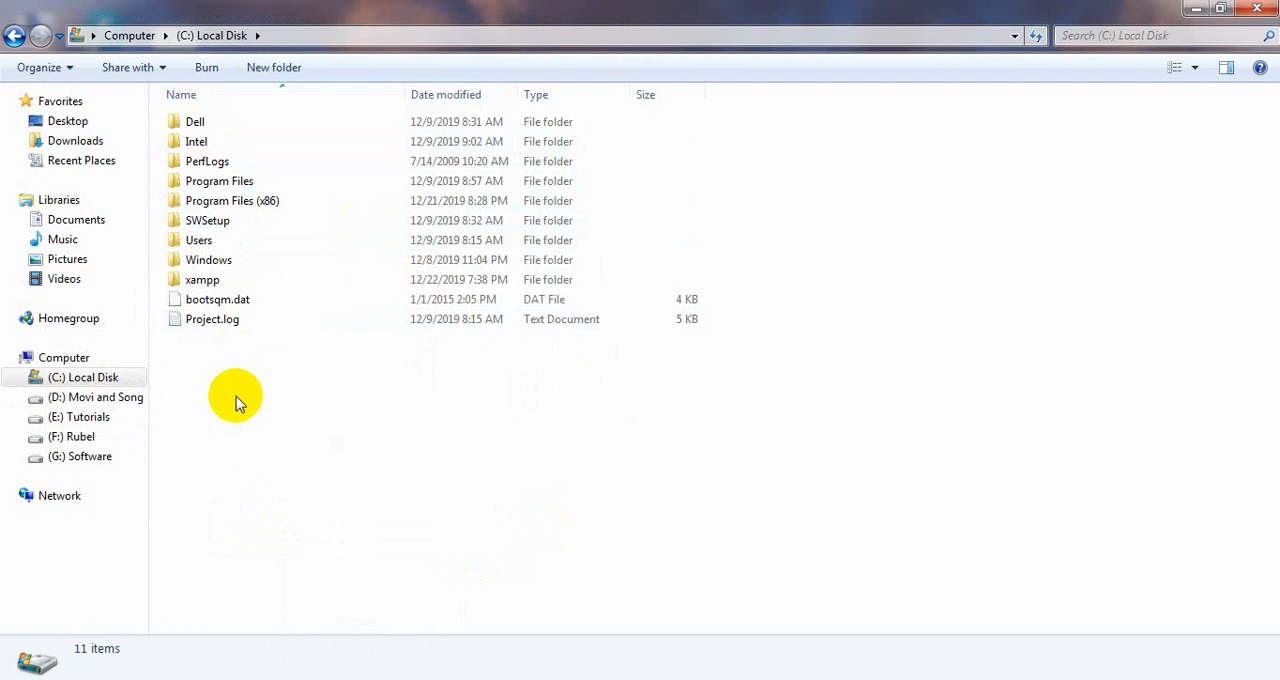 Computer (C:) Local Disk
Search (C:) Local Disk
Organize Share with Burn New folder
Favorites
Desktop
Downloads
Recent Places
Libraries
Documents
Music
Pictures
Videos
Homegroup
Computer
(C:) Local Disk
(D:) Movi and Song
(E:) Tutorials
(F:) Rubel
(G:) Software
Network
Name Date modified Type Size
Dell 12/9/2019 8:31 AM File folder
Intel 12/9/2019 9:02 AM File folder
PerfLogs 7/14/2009 10:20 AM File folder
Program Files 12/9/2019 8:57 AM File folder
Program Files (x86) 12/21/2019 8:28 PM File folder
SWSetup 12/9/2019 8:32 AM File folder
Users 12/9/2019 8:15 AM File folder
Windows 12/8/2019 11:04 PM File folder
xampp 12/22/2019 7:38 PM File folder
bootsqm.dat 1/1/2015 2:05 PM DAT File 4 KB
Project.log 12/9/2019 8:15 AM Text Document 5 KB
11 items